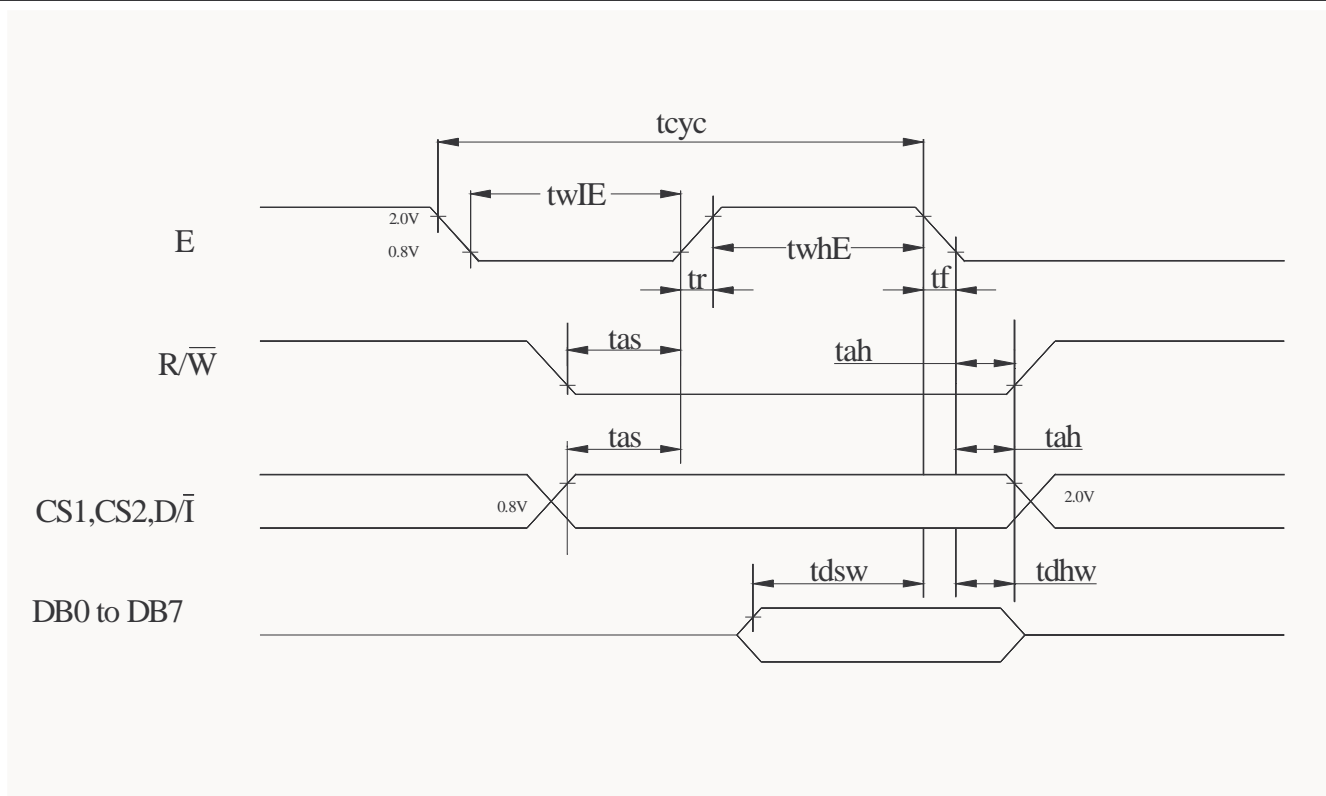 tcyc
twIE
2.0V
E
0.8V
twhE
tr
tf
R/W̅
tas
tah
tas
tah
CS1,CS2,D/I̅
0.8V
2.0V
tdsw
tdhw
DB0 to DB7